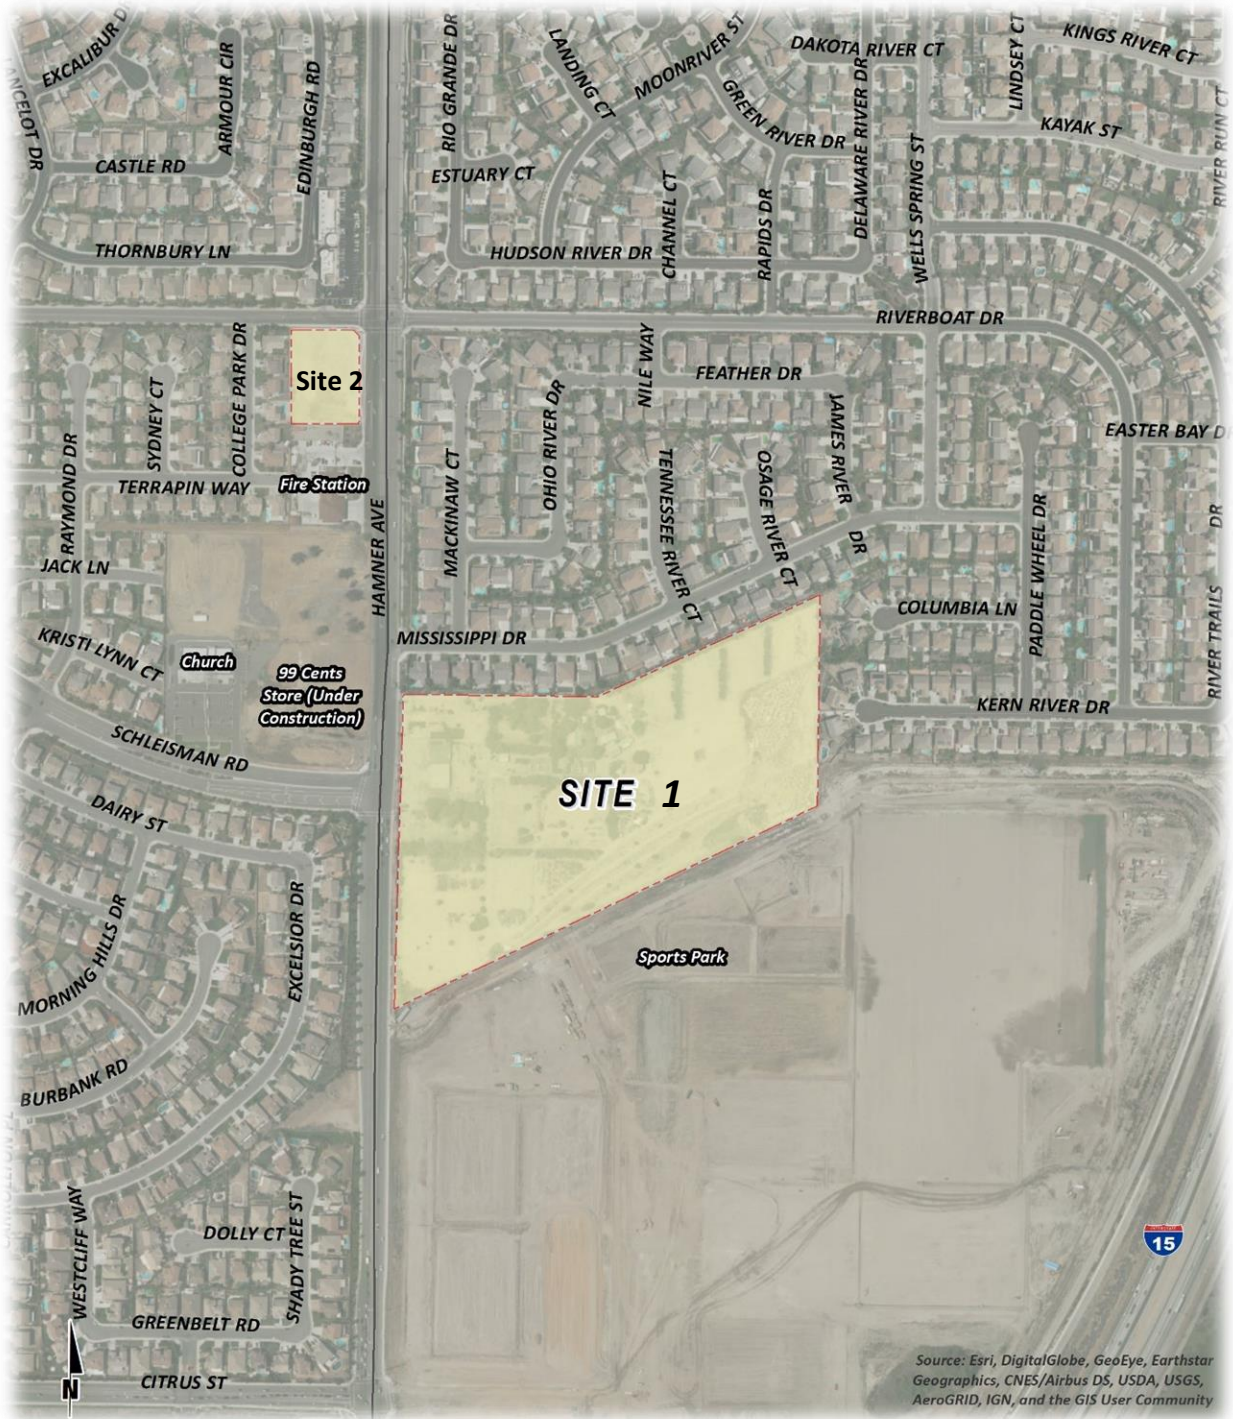 EXCALIBUR D
LANCELOT DR
ARMOUR CIR
EDINBURGH RD
CASTLE RD
THORNBURY LN
RIO GRANDE DR
LANDING CT
MOONRIVER ST
DAKOTA RIVER CT
LINDSEY CT
KINGS RIVER CT
GREEN RIVER DR
DELAWARE RIVER DR
KAYAK ST
RIVER RUN CT
ESTUARY CT
CHANNEL CT
RAPIDS DR
WELLS SPRING ST
HUDSON RIVER DR
RIVERBOAT DR
Site 2
COLLEGE PARK DR
SYDNEY CT
RAYMOND DR
TERRAPIN WAY
Fire Station
HAMNER AVE
NILE WAY
FEATHER DR
OHIO RIVER DR
MACKINAW CT
TENNESSEE RIVER CT
OSAGE RIVER CT
JAMES RIVER
DR
EASTER BAY D
PADDLE WHEEL DR
RIVER TRAILS
DR
JACK LN
COLUMBIA LN
KRISTI LYNN CT
Church
99 Cents
Store (Under
Construction)
MISSISSIPPI DR
KERN RIVER DR
SCHLEISMAN RD
SITE 1
DAIRY ST
EXCELSIOR DR
MORNING HILLS DR
Sports Park
BURBANK RD
WESTCLIFF WAY
DOLLY CT
SHADY TREE ST
15
GREENBELT RD
N
CITRUS ST
Source: Esri, DigitalGlobe, GeoEye, Earthstar
Geographics, CNES/Airbus DS, USDA, USGS,
AeroGRID, IGN, and the GIS User Community